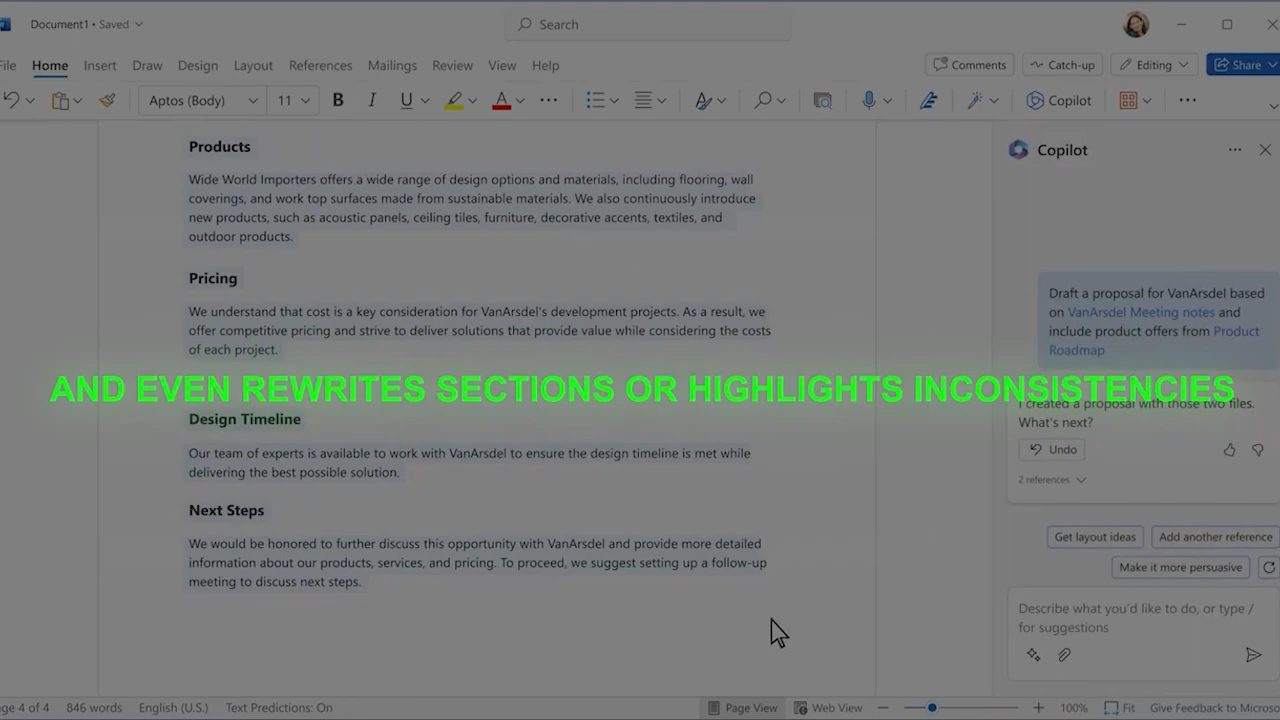 Document1 • Saved
Search
File Home Insert Draw Design Layout References Mailings Review View Help
Comments Catch-up Editing Share
Aptos (Body) 11 B I U A A Copilot
Products
Wide World Importers offers a wide range of design options and materials, including flooring, wall
coverings, and work top surfaces made from sustainable materials. We also continuously introduce
new products, such as acoustic panels, ceiling tiles, furniture, decorative accents, textiles, and
outdoor products.
Pricing
We understand that cost is a key consideration for VanArsdel's development projects. As a result, we
offer competitive pricing and strive to deliver solutions that provide value while considering the costs
of each project.
AND EVEN REWRITES SECTIONS OR HIGHLIGHTS INCONSISTENCIES
Design Timeline
Our team of experts is available to work with VanArsdel to ensure the design timeline is met while
delivering the best possible solution.
Next Steps
We would be honored to further discuss this opportunity with VanArsdel and provide more detailed
information about our products, services, and pricing. To proceed, we suggest setting up a follow-up
meeting to discuss next steps.
Copilot
Draft a proposal for VanArsdel based
on VanArsdel Meeting notes and
include product offers from Product
Roadmap
I created a proposal with those two files.
What's next?
Undo
2 references
Get layout ideas Add another reference
Make it more persuasive
Describe what you'd like to do, or type /
for suggestions
age 4 of 4 846 words English (U.S.) Text Predictions: On Page View Web View 100% Fit Give Feedback to Microso